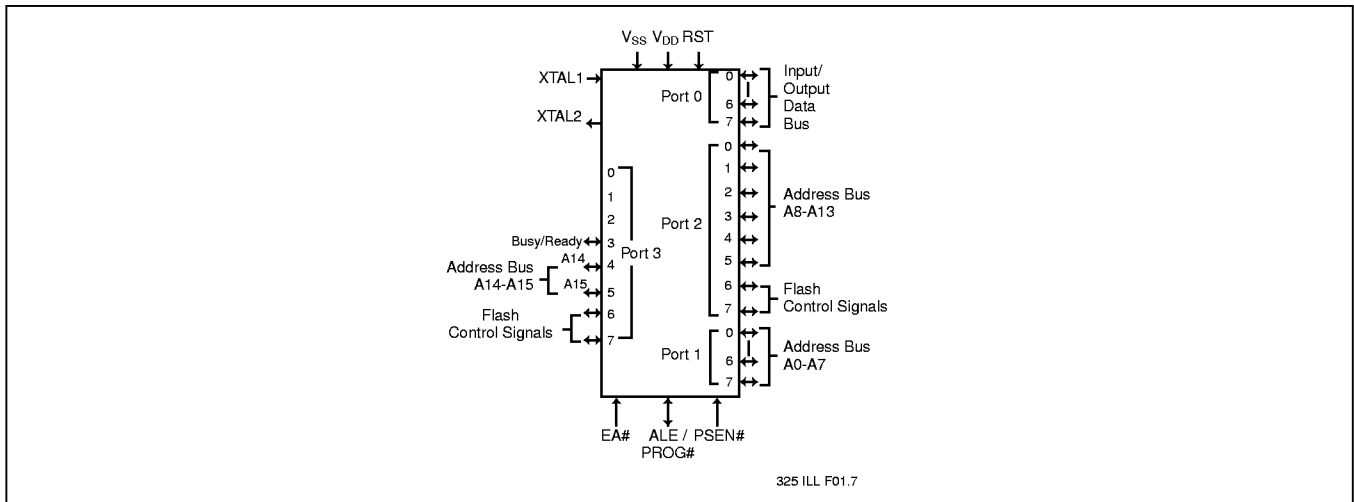 VSS VDD RST
XTAL1
XTAL2
Port 0
0
6
7
Input/
Output
Data
Bus
Port 2
0
1
2
3
4
5
6
7
Address Bus
A8-A13
Flash
Control Signals
Port 3
0
1
2
3
4
5
6
7
Busy/Ready
A14
A15
Address Bus
A14-A15
Flash
Control Signals
Port 1
0
6
7
Address Bus
A0-A7
EA#
ALE /
PROG#
PSEN#
325 ILL F01.7